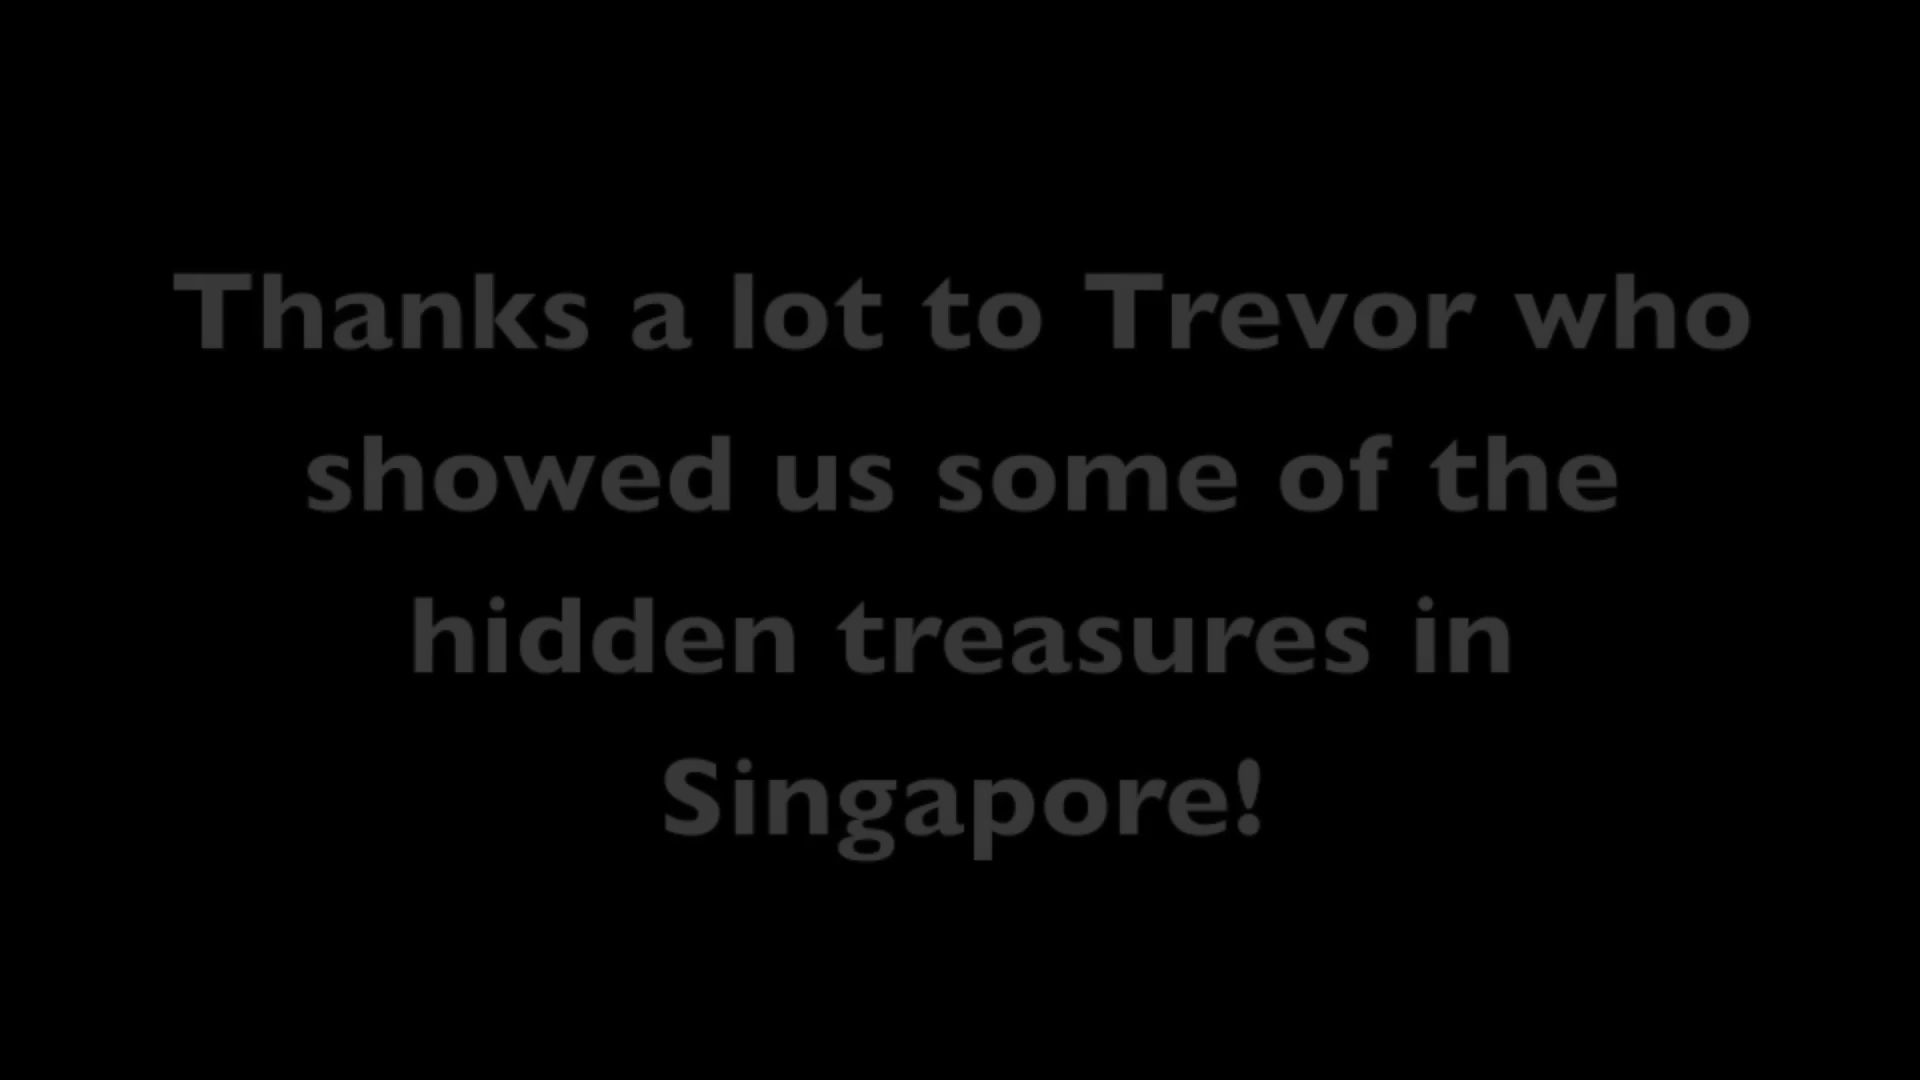 Thanks a lot to Trevor who
showed us some of the
hidden treasures in
Singapore!